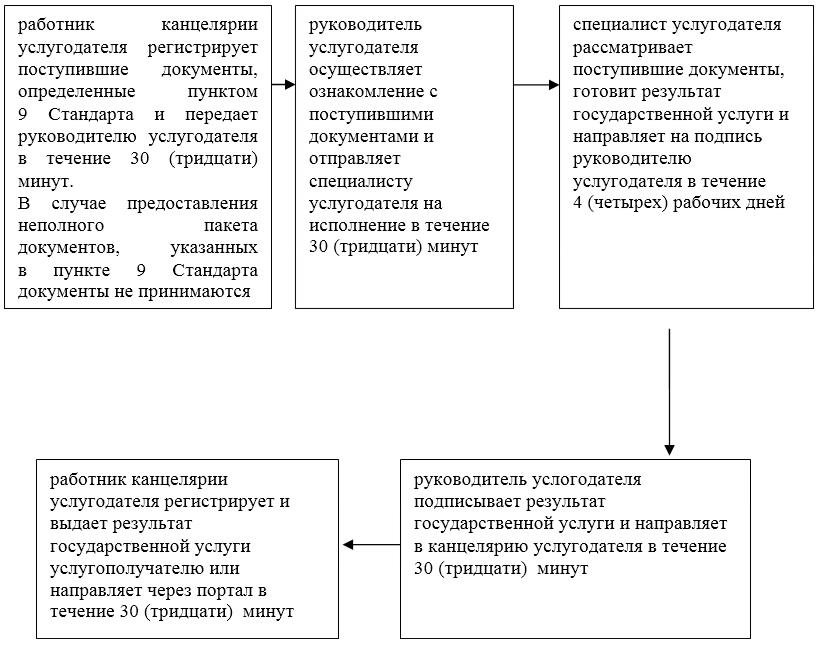 работник канцелярии
услугодателя регистрирует
поступившие документы,
определенные пунктом
9 Стандарта и передает
руководителю услугодателя
в течение 30 (тридцати)
минут.
В случае предоставления
неполного пакета
документов, указанных
в пункте 9 Стандарта
документы не принимаются
руководитель
услугодателя
осуществляет
ознакомление с
поступившими
документами и
отправляет
специалисту
услугодателя на
исполнение в течение
30 (тридцати) минут
специалист услугодателя
рассматривает
поступившие документы,
готовит результат
государственной услуги и
направляет на подпись
руководителю
услугодателя в течение
4 (четырех) рабочих дней
руководитель услогодателя
подписывает результат
государственной услуги и направляет
в канцелярию услугодателя в течение
30 (тридцати) минут
работник канцелярии
услугодателя регистрирует и
выдает результат
государственной услуги
услугополучателю или
направляет через портал в
течение 30 (тридцати) минут